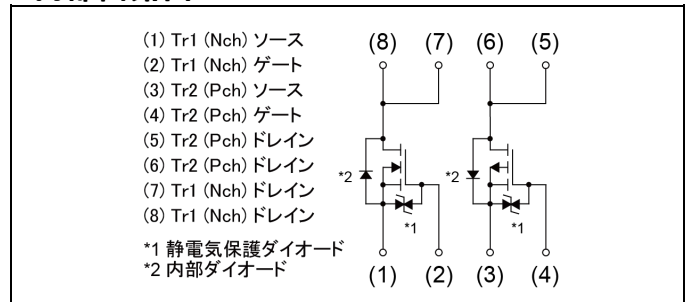 (1) Tr1 (Nch) ソース
(2) Tr1 (Nch) ゲート
(3) Tr2 (Pch) ソース
(4) Tr2 (Pch) ゲート
(5) Tr2 (Pch) ドレイン
(6) Tr2 (Pch) ドレイン
(7) Tr1 (Nch) ドレイン
(8) Tr1 (Nch) ドレイン
*1 静電気保護ダイオード
*2 内部ダイオード
(8) (7) (6) (5)
*2 *2
*1 *1
(1) (2) (3) (4)